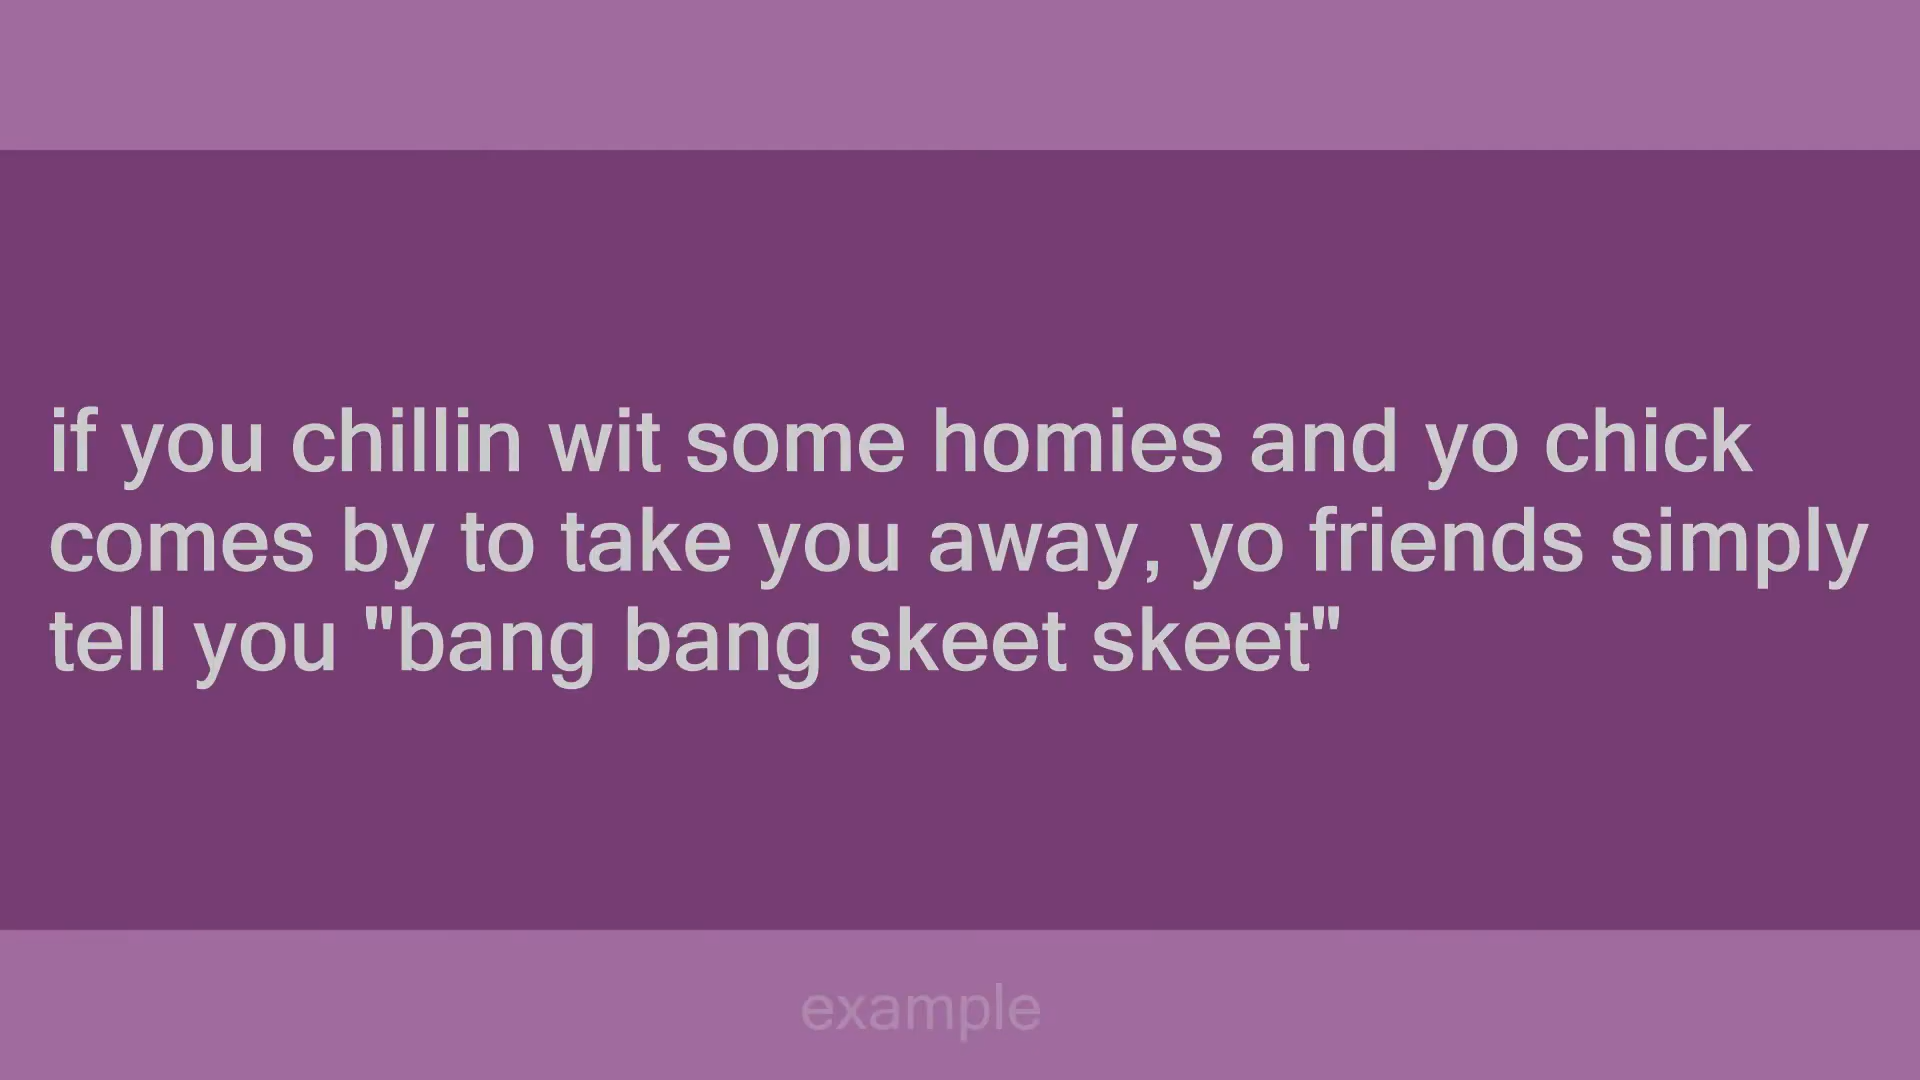 if you chillin wit some homies and yo chick
comes by to take you away, yo friends simply
tell you "bang bang skeet skeet"
example